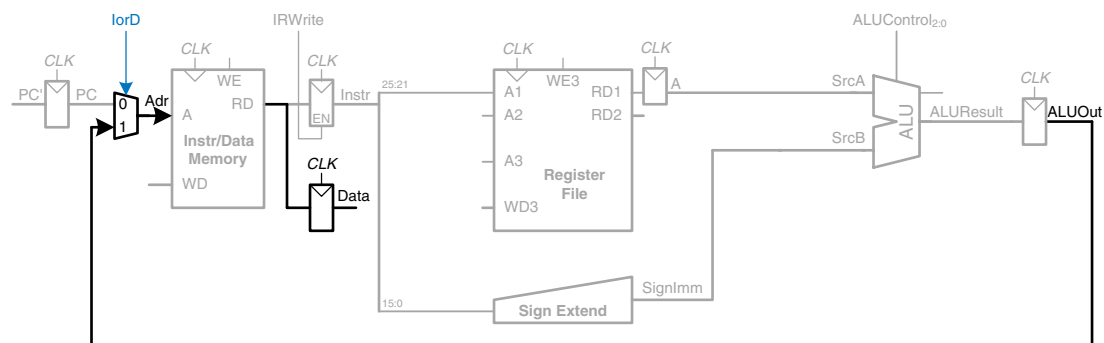 IorD
IRWrite
ALUControl2:0
CLK
CLK
CLK
CLK
CLK
CLK
PC'
PC
0
1
Adr
WE
RD
A
Instr/Data
Memory
WD
EN
Instr
CLK
Data
25:21
A1
WE3
RD1
A2
RD2
A3
WD3
Register
File
A
SrcA
SrcB
ALU
ALUResult
ALUOut
15:0
Sign Extend
SignImm